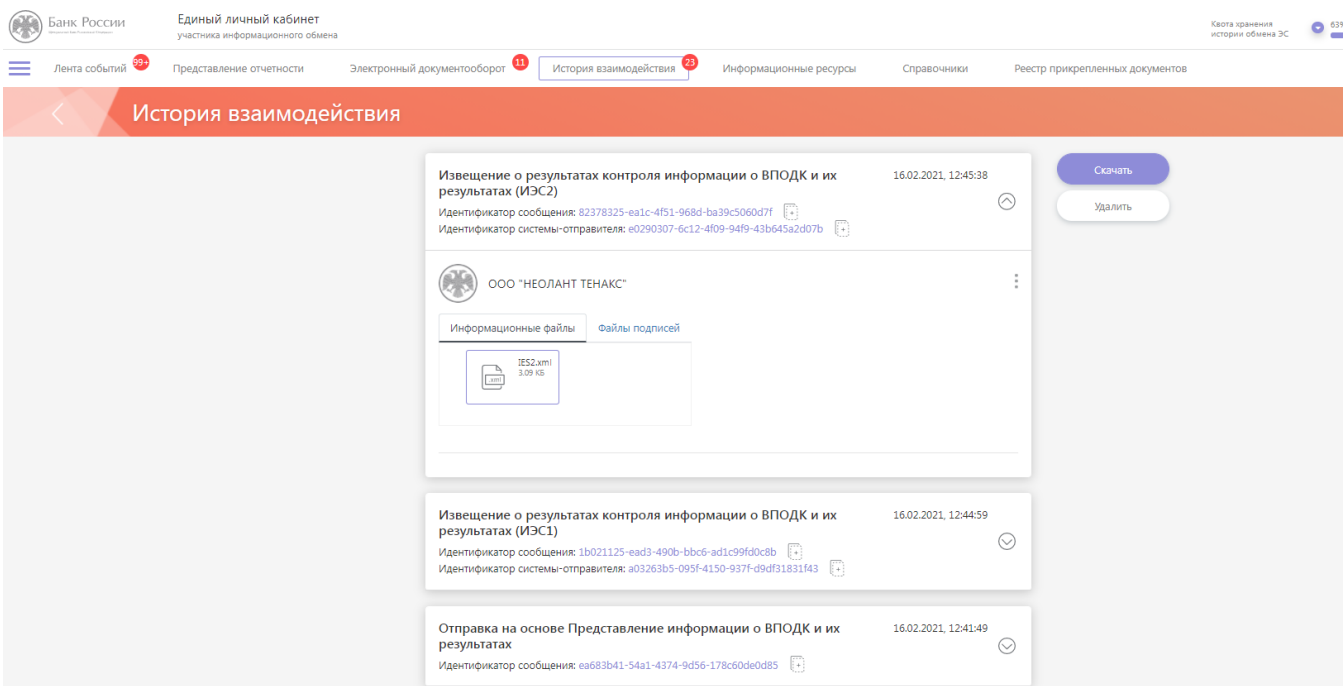 Банк России
Единый личный кабинет
участника информационного обмена
Квота хранения
истории обмена ЭС
63%
Лента событий 99+
Представление отчетности
Электронный документооборот 11
История взаимодействия 23
Информационные ресурсы
Справочники
Реестр прикрепленных документов
История взаимодействия
Извещение о результатах контроля информации о ВПОДК и их
результатах (ИЭС2)
16.02.2021, 12:45:38
Идентификатор сообщения: 82378325-ea1c-4f51-968d-ba39c5060d7f
Идентификатор системы-отправителя: e0290307-6c12-4f09-94f9-43b645a2d07b
Скачать
Удалить
ООО "НЕОЛАНТ ТЕНАКС"
Информационные файлы
Файлы подписей
IES2.xml
3.09 КБ
.xml
Извещение о результатах контроля информации о ВПОДК и их
результатах (ИЭС1)
16.02.2021, 12:44:59
Идентификатор сообщения: 1b021125-ead3-490b-bbc6-ad1c99fd0c8b
Идентификатор системы-отправителя: a03263b5-095f-4150-937f-d9df31831f43
Отправка на основе Представление информации о ВПОДК и их
результатах
16.02.2021, 12:41:49
Идентификатор сообщения: ea683b41-54a1-4374-9d56-178c60de0d85